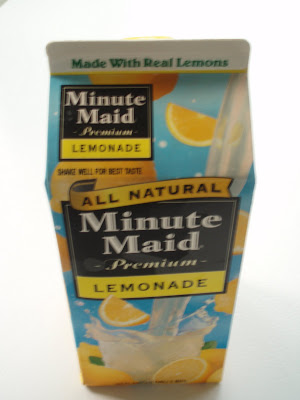 Made With Real Lemons
Minute
Maid
Premium
LEMONADE
SHAKE WELL FOR BEST TASTE
ALL NATURAL
Minute
Maid
- Premium -
LEMONADE